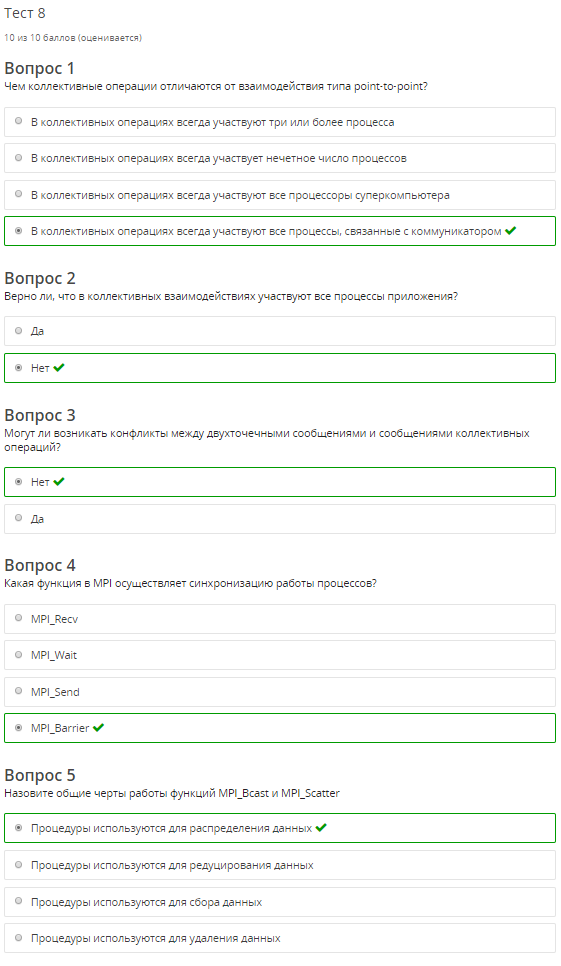 Тест 8
10 из 10 баллов (оценивается)
Вопрос 1
Чем коллективные операции отличаются от взаимодействия типа point-to-point?
В коллективных операциях всегда участвуют три или более процесса
В коллективных операциях всегда участвует нечетное число процессов
В коллективных операциях всегда участвуют все процессоры суперкомпьютера
В коллективных операциях всегда участвуют все процессы, связанные с коммуникатором
Вопрос 2
Верно ли, что в коллективных взаимодействиях участвуют все процессы приложения?
Да
Нет
Вопрос 3
Могут ли возникать конфликты между двухточечными сообщениями и сообщениями коллективных
операций?
Нет
Да
Вопрос 4
Какая функция в MPI осуществляет синхронизацию работы процессов?
MPI_Recv
MPI_Wait
MPI_Send
MPI_Barrier
Вопрос 5
Назовите общие черты работы функций MPI_Bcast и MPI_Scatter
Процедуры используются для распределения данных
Процедуры используются для редуцирования данных
Процедуры используются для сбора данных
Процедуры используются для удаления данных